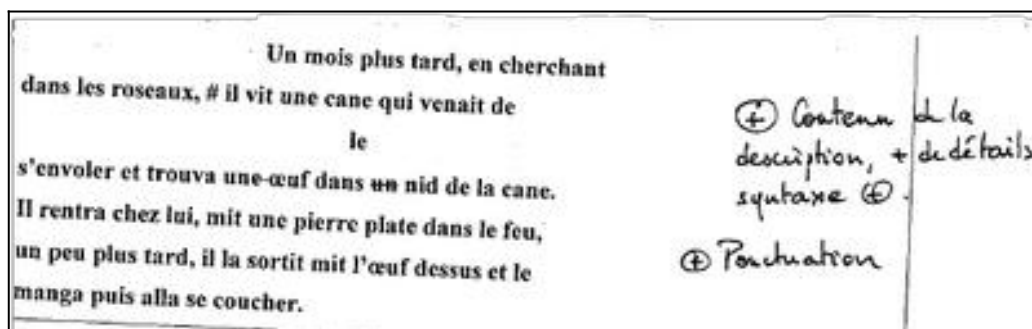 Un mois plus tard, en cherchant
dans les roseaux, # il vit une cane qui venait de
le
s'envoler et trouva une œuf dans un nid de la cane.
Il rentra chez lui, mit une pierre plate dans le feu,
un peu plus tard, il la sortit mit l'œuf dessus et le
manga puis alla se coucher.
⊕ Contenu de la
description, + de détails
syntaxe ⊕.
⊕ Ponctuation